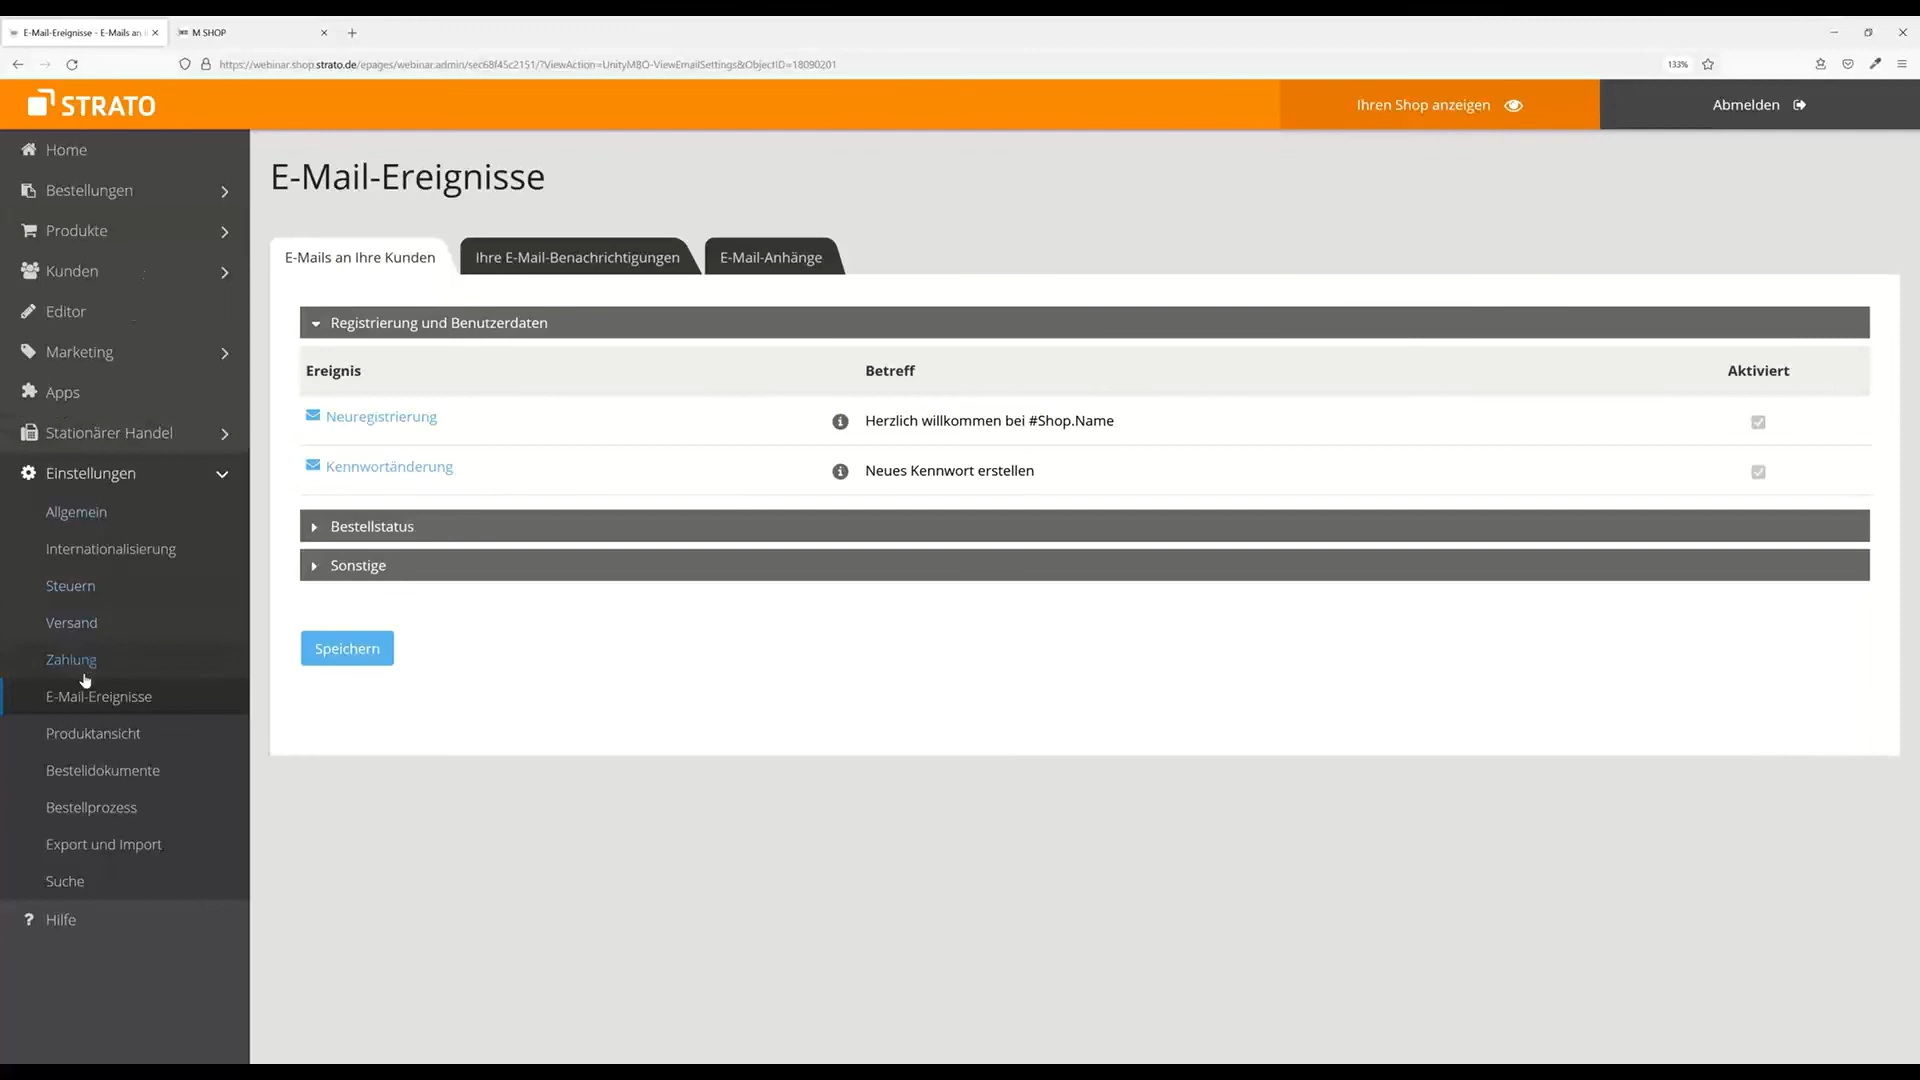 E-Mail-Ereignisse - E-Mails an I
M SHOP
https://webinar.shop.strato.de/epages/webinar.admin/sec68f45c2151/?ViewAction=UnityMBO-ViewEmailSettings&ObjectID=18090201
133%
STRATO
Ihren Shop anzeigen
Abmelden
Home
Bestellungen
Produkte
Kunden
Editor
Marketing
Apps
Stationärer Handel
Einstellungen
Allgemein
Internationalisierung
Steuern
Versand
Zahlung
E-Mail-Ereignisse
Produktansicht
Bestelldokumente
Bestellprozess
Export und Import
Suche
? Hilfe
E-Mail-Ereignisse
E-Mails an Ihre Kunden
Ihre E-Mail-Benachrichtigungen
E-Mail-Anhänge
Registrierung und Benutzerdaten
Ereignis Betreff Aktiviert
Neuregistrierung Herzlich willkommen bei #Shop.Name
Kennwortänderung Neues Kennwort erstellen
Bestellstatus
Sonstige
Speichern